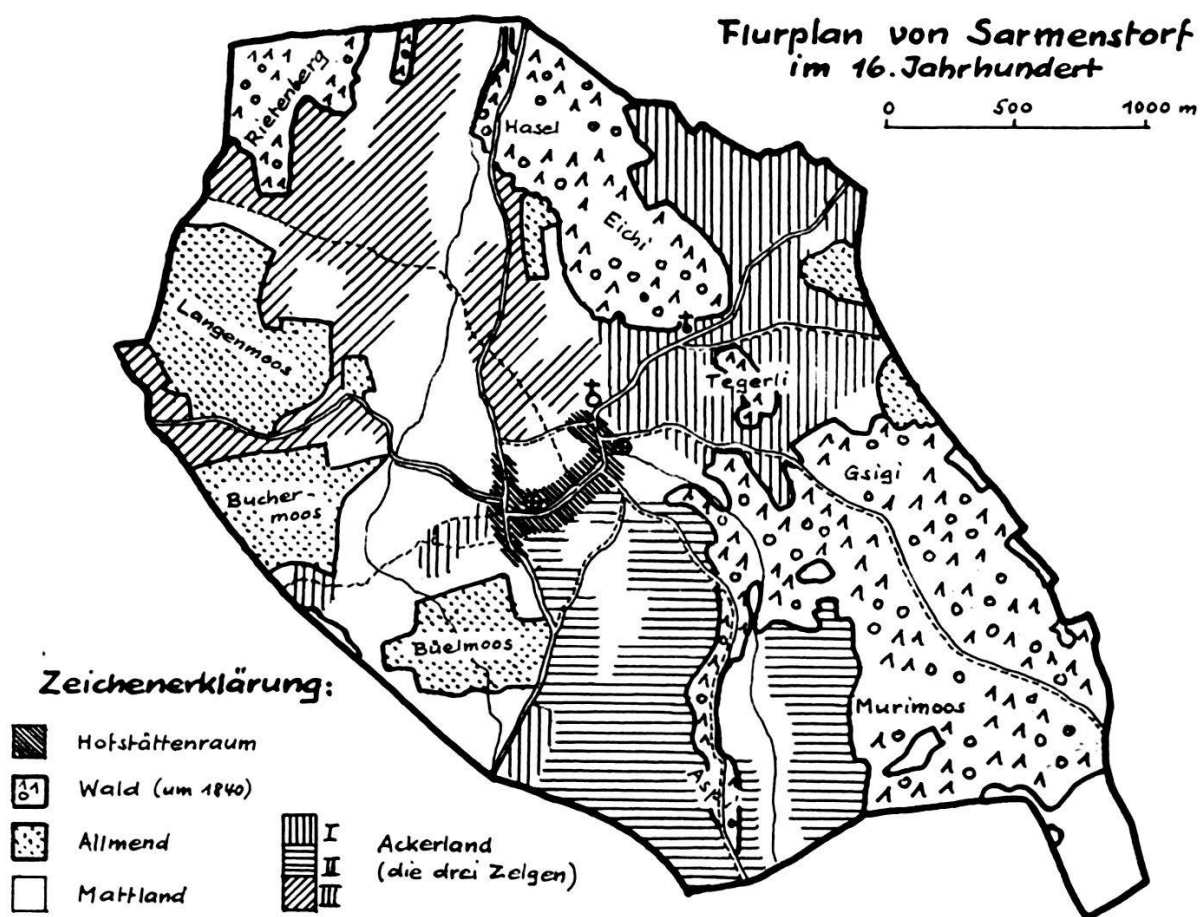 Flurplan von Sarmenstorf
im 16. Jahrhundert
0 500 1000 m
Rietenberg
Hasel
Eichi
Langenmoos
Tegerli
Gsigi
Bucher-
moos
Büelmoos
Murimoos
Asp
Zeichenerklärung:
Hofstättenraum
Wald (um 1840)
Allmend
Mattland
I
II
III
Ackerland
(die drei Zelgen)